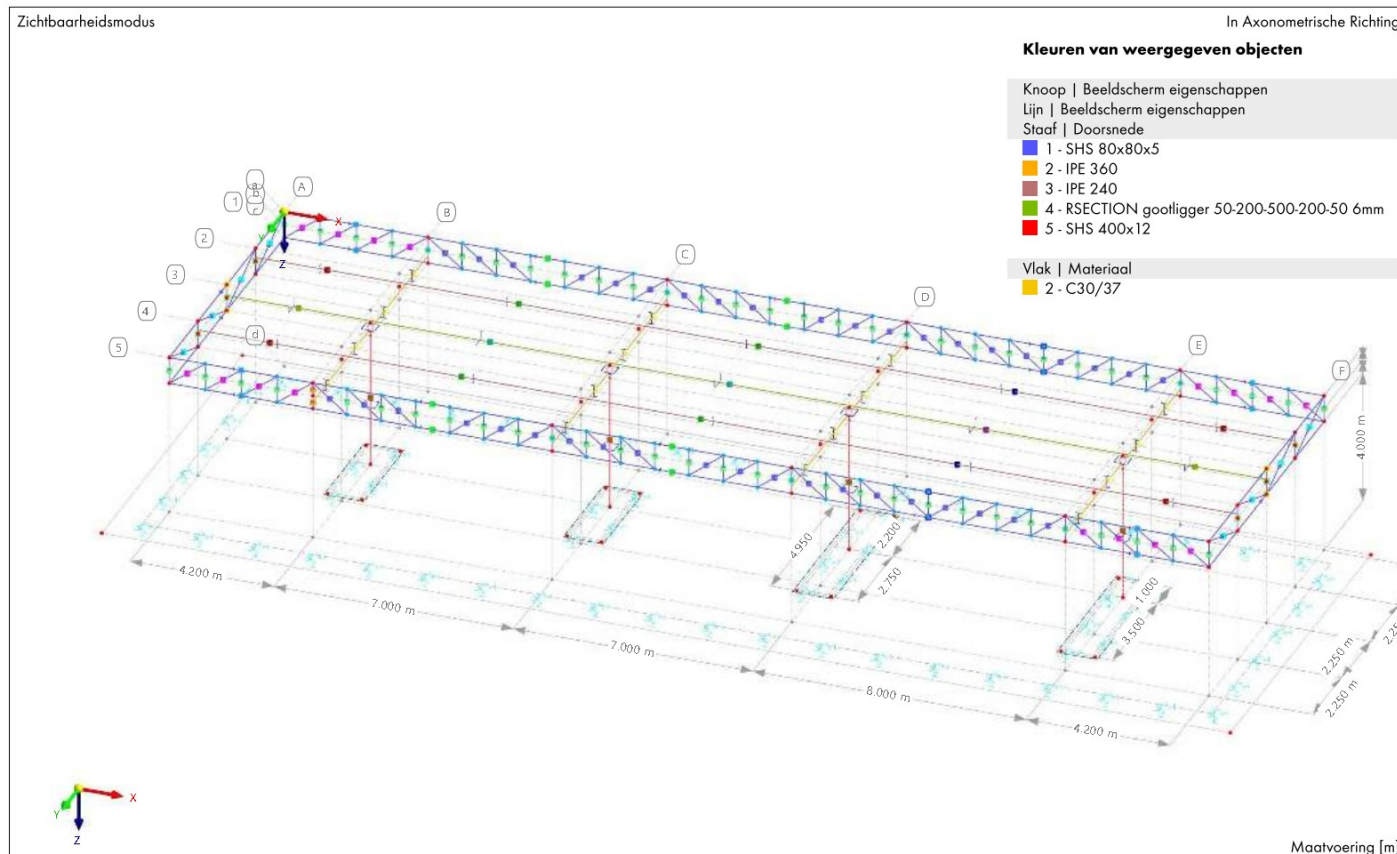 Zichtbaarheidsmodus
In Axonometrische Richting
Kleuren van weergegeven objecten
Knoop | Beeldscherm eigenschappen
Lijn | Beeldscherm eigenschappen
Staaf | Doorsnede
1 - SHS 80x80x5
2 - IPE 360
3 - IPE 240
4 - RSECTION gootligger 50-200-500-200-50 6mm
5 - SHS 400x12
Vlak | Materiaal
2 - C30/37
a
b
c
A
1
X
Y
Z
B
2
3
C
4
d
D
5
E
F
4.000 m
4.950
2.200
2.750
1.000
3.500
4.200 m
7.000 m
7.000 m
8.000 m
4.200 m
2.250 m
2.250 m
X
Y
Z
Maatvoering [m]